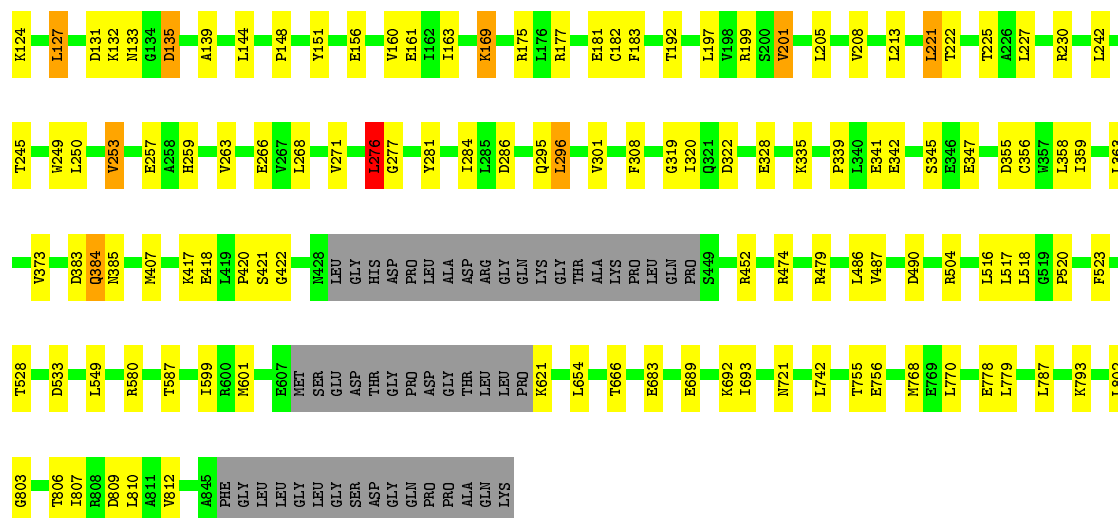 K124 L127 D131 K132 N133 G134 D135 A139 L144 P148 Y151 E156 V160 E161 I162 I163 K169 R175 L176 R177 E181 C182 F183 T192 L197 V198 R199 S200 V201 L205 V208 L213 L221 T222 T225 A226 L227 R230 L242
T245 W249 L250 V253 E257 A258 H259 V263 E266 V267 L268 V271 L276 G277 Y281 I284 L285 D286 Q295 L296 V301 F308 G319 I320 Q321 D322 E328 K335 P339 L340 E341 E342 S345 E346 E347 D355 C356 W357 L358 I359 L363
V373 D383 Q384 N385 M407 K417 E418 L419 P420 S421 G422 N428 LEU GLY HIS ASP PRO LEU ALA ASP ARG GLY GLN LYS GLY THR ALA LYS PRO LEU GLN PRO S449 R452 R474 R479 L486 V487 D490 R504 L516 L517 L518 G519 P520 F523
T528 D533 L549 R580 T587 I599 R600 M601 E607 MET SER GLU ASP THR GLY PRO ASP GLY THR LEU LEU PRO K621 L654 T666 E683 E689 K692 I693 N721 L742 T755 E756 M768 E769 L770 E778 L779 L787 K793 L802
G803 T806 I807 R808 D809 L810 A811 V812 A845 PHE GLY LEU LEU GLY LEU GLY SER ASP GLY GLN PRO PRO ALA GLN LYS